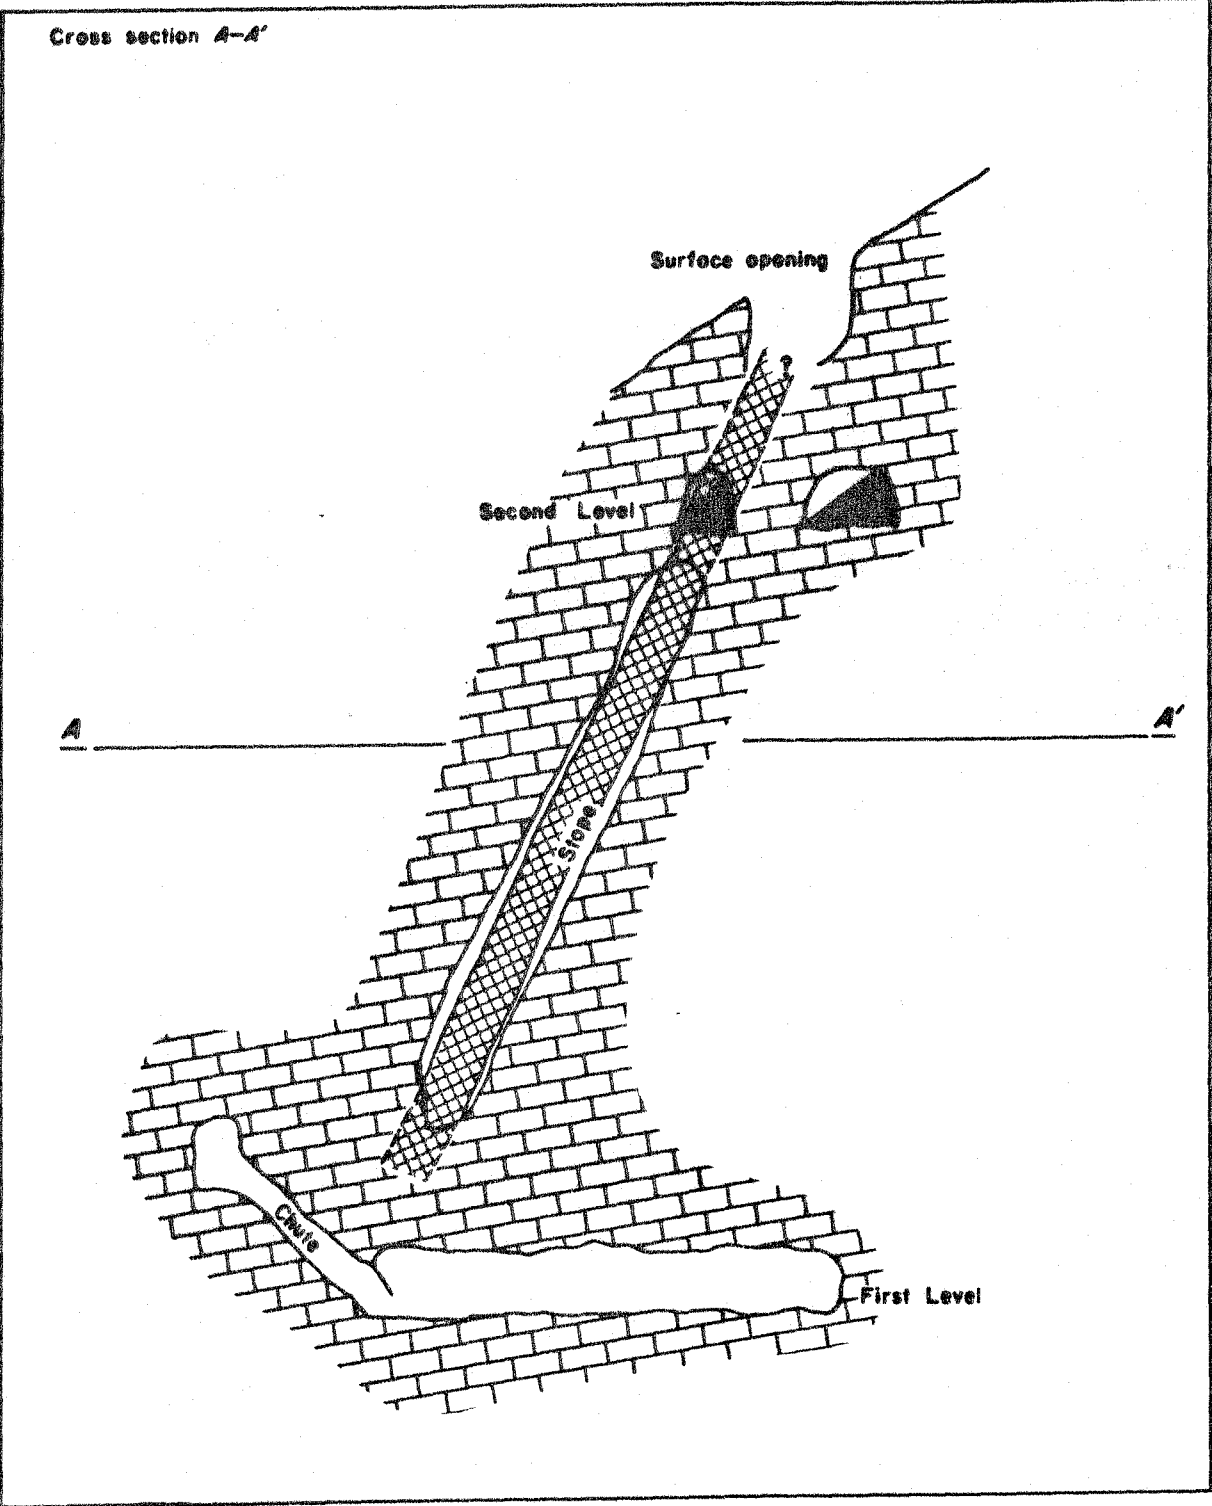 Cross section A-A'
Surface opening
?
Second Level
A
A'
Stope
Chute
First Level